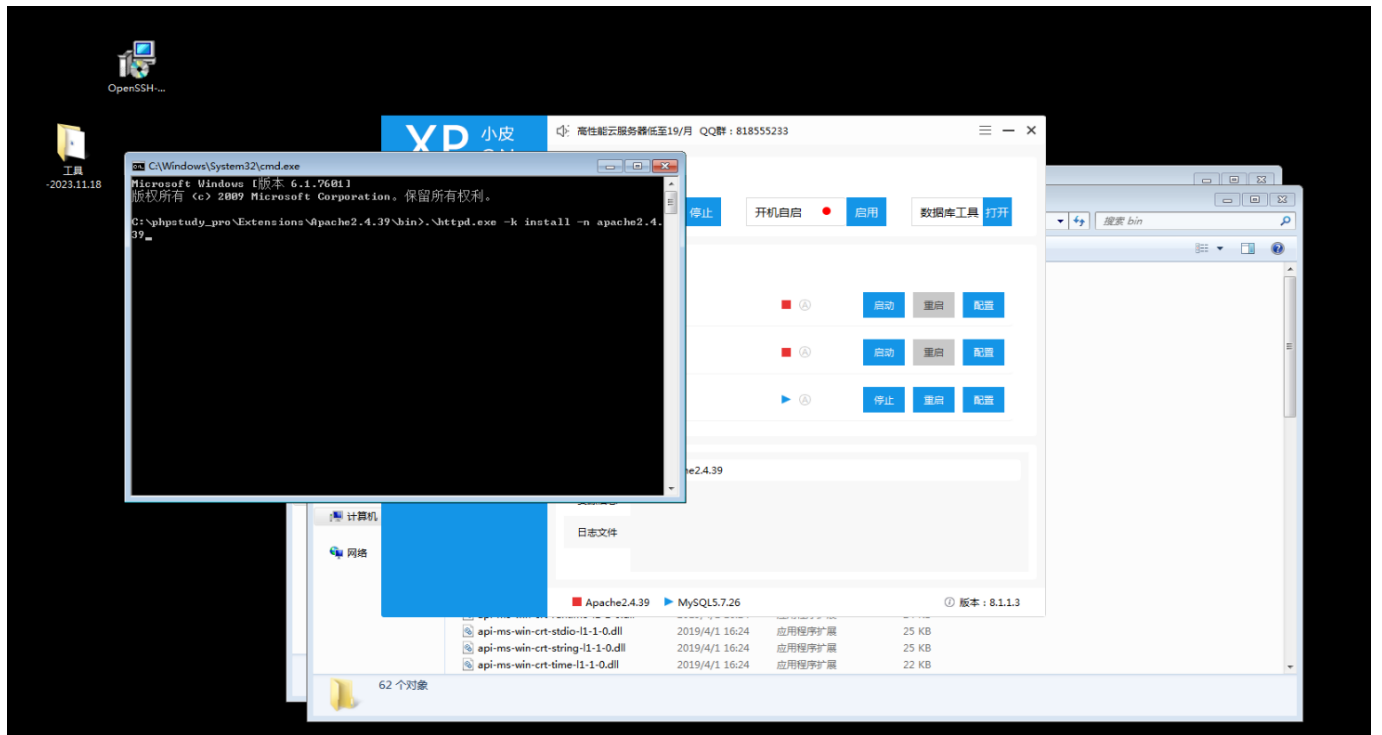 OpenSSH-...
工具
-2023.11.18
XP 小皮
高性能云服务器低至19/月 QQ群：818555233
C:\Windows\System32\cmd.exe
Microsoft Windows [版本 6.1.7601]
版权所有 (c) 2009 Microsoft Corporation。保留所有权利。
C:\phpstudy_pro\Extensions\Apache2.4.39\bin>.\httpd.exe -k install -n apache2.4.
39_
停止 开机自启 启用 数据库工具 打开
搜索 bin
启动 重启 配置
启动 重启 配置
停止 重启 配置
he2.4.39
日志文件
计算机
网络
Apache2.4.39 MySQL5.7.26 版本：8.1.1.3
api-ms-win-crt-stdio-l1-1-0.dll 2019/4/1 16:24 应用程序扩展 25 KB
api-ms-win-crt-string-l1-1-0.dll 2019/4/1 16:24 应用程序扩展 25 KB
api-ms-win-crt-time-l1-1-0.dll 2019/4/1 16:24 应用程序扩展 22 KB
62 个对象